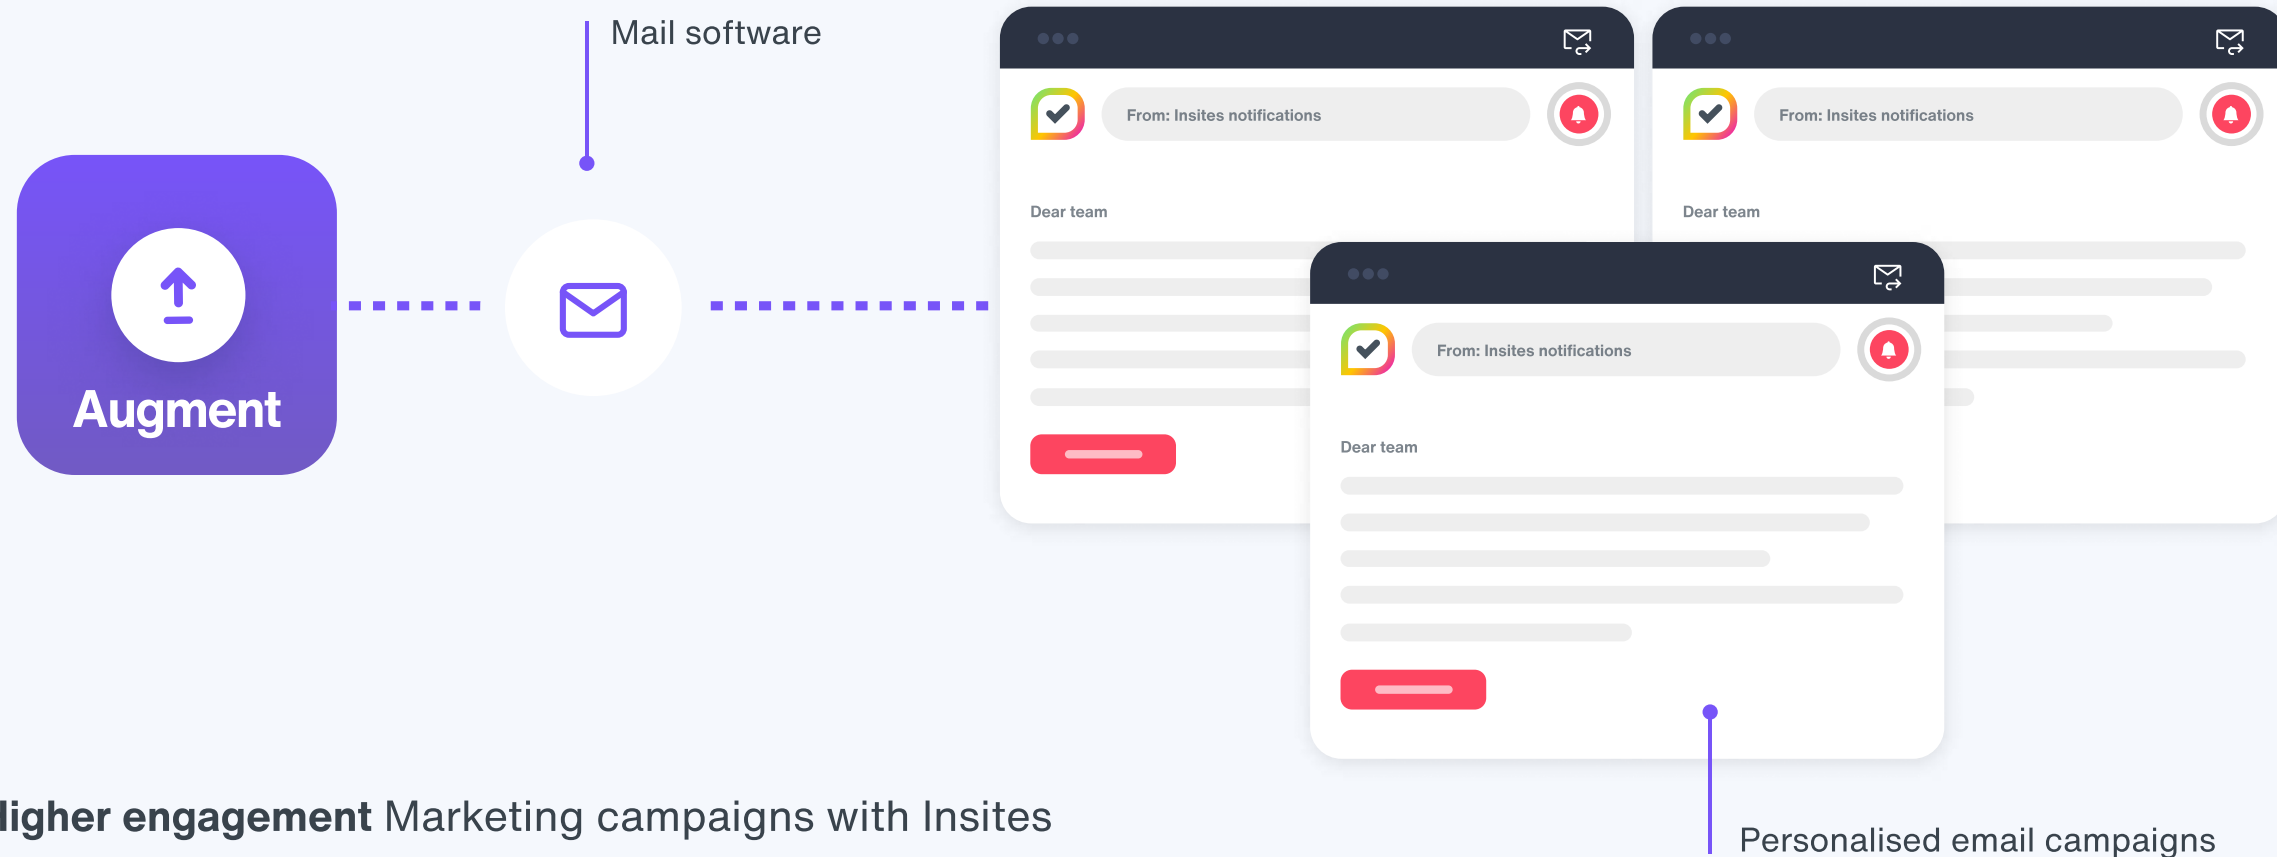 Mail software
Augment
From: Insites notifications
Dear team
From: Insites notifications
Dear team
From: Insites notifications
Dear team
Higher engagement Marketing campaigns with Insites
Personalised email campaigns